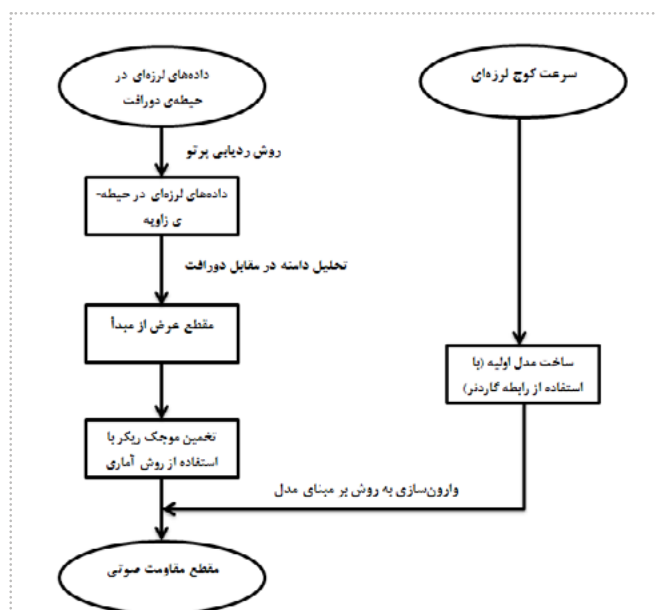 داده‌های لرزه‌ای در
حیطه‌ی دورافت
سرعت کوچ لرزه‌ای
روش ردیابی پرتو
داده‌های لرزه‌ای در حیطه-
ی زاویه
تحلیل دامنه در مقابل دورافت
مقطع عرض از مبدأ
ساخت مدل اولیه (با
استفاده از رابطه گاردنر)
تخمین موجک ریکر با
استفاده از روش آماری
وارون‌سازی به روش بر مبنای مدل
مقطع مقاومت صوتی